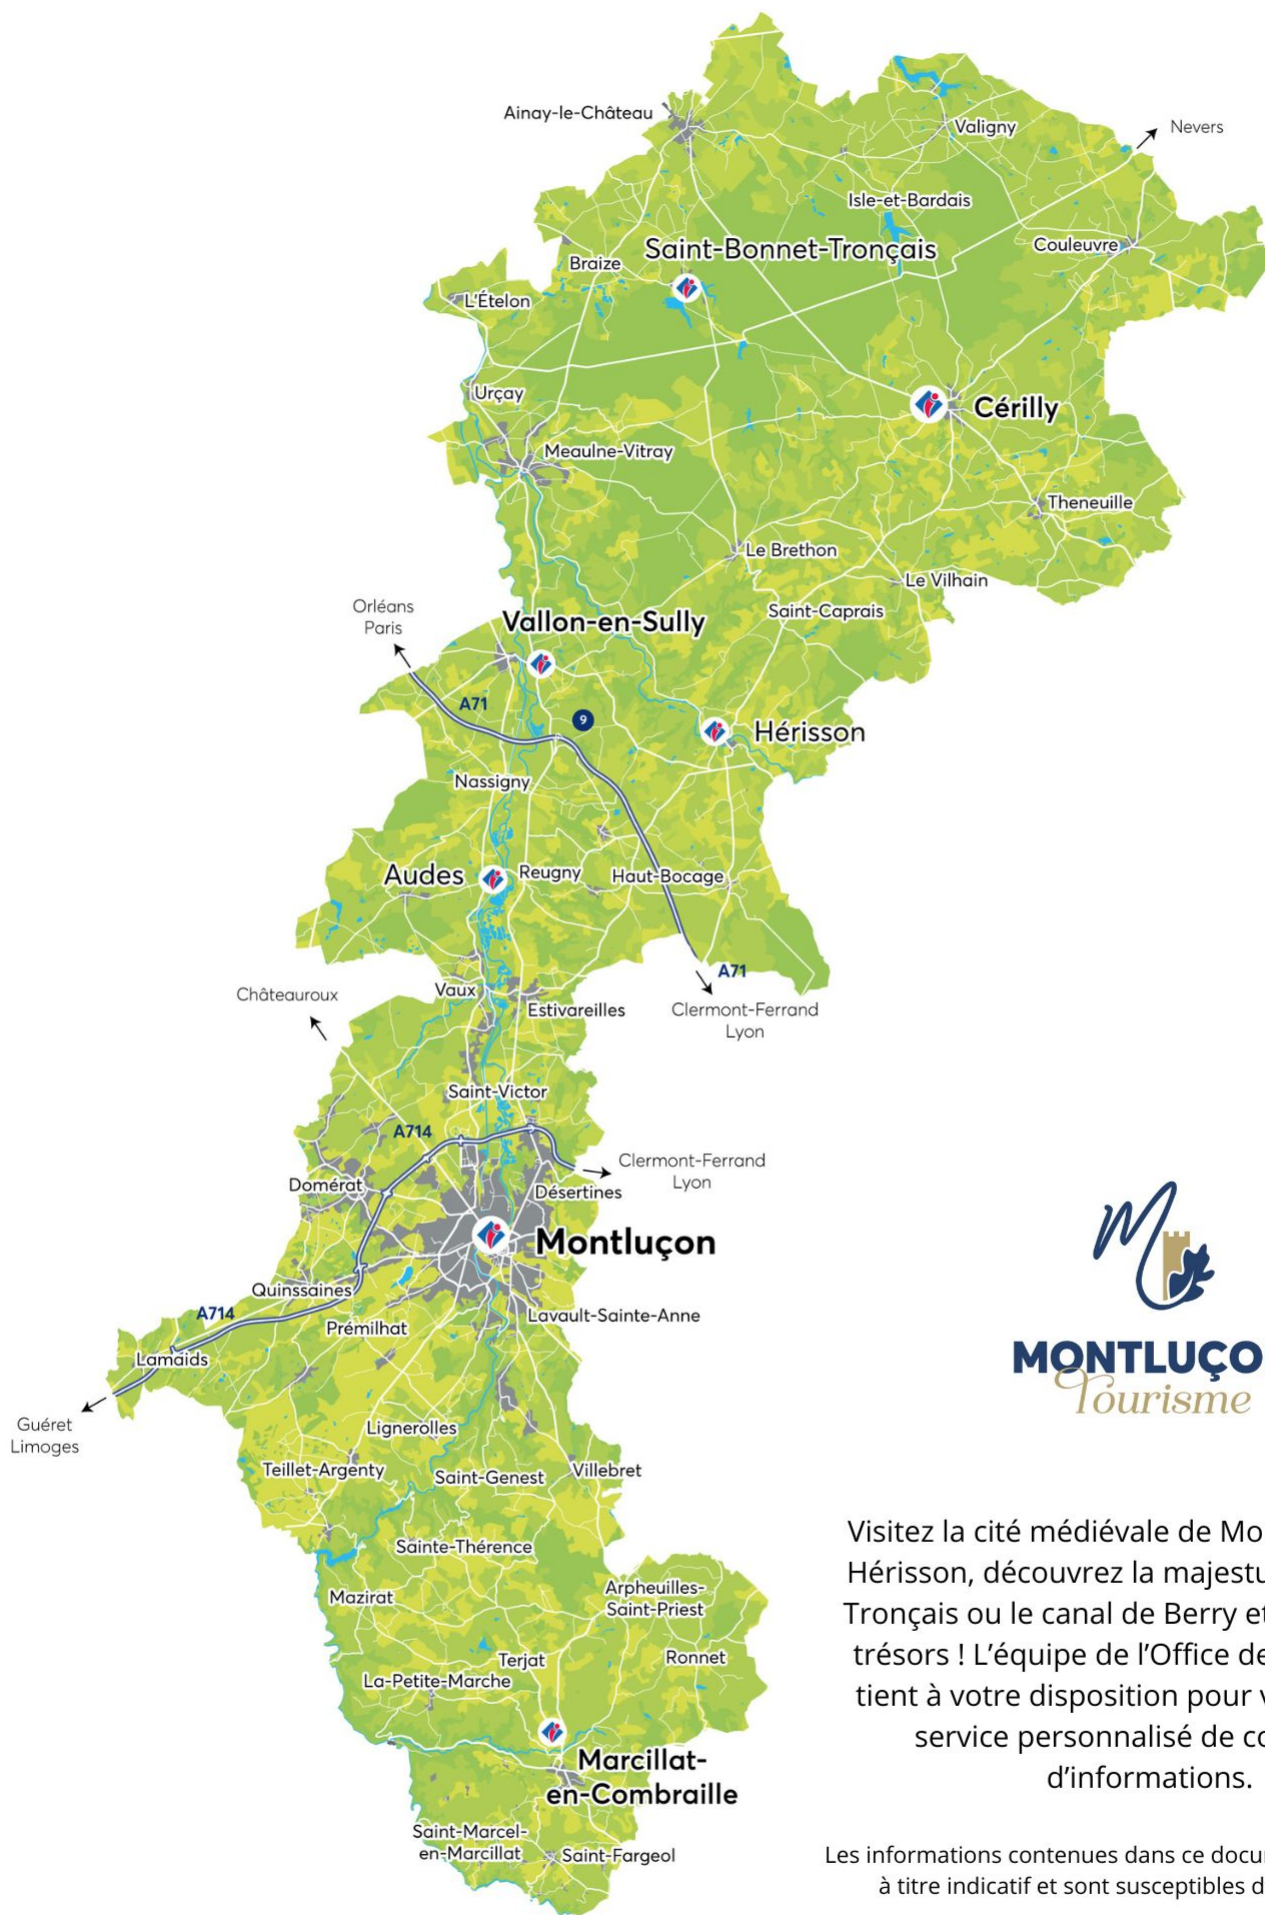 Ainay-le-Château
Valigny
Nevers
Isle-et-Bardais
Saint-Bonnet-Tronçais
Couleuvre
Braize
L'Ételon
Urçay
Cérilly
Meaulne-Vitray
Theneuille
Le Brethon
Le Vilhain
Orléans
Paris
Saint-Caprais
Vallon-en-Sully
A71
9
Hérisson
Nassigny
Audes
Reugny
Haut-Bocage
A71
Châteauroux
Vaux
Estivareilles
Clermont-Ferrand
Lyon
Saint-Victor
A714
Clermont-Ferrand
Lyon
Domérat
Désertines
Montluçon
Quinssaines
A714
Lavault-Sainte-Anne
Prémilhat
Lamaids
Guéret
Limoges
MONTLUÇO
Tourisme
Lignerolles
Teillet-Argenty
Saint-Genest
Villebret
Sainte-Thérence
Mazirat
Arpheuilles-
Saint-Priest
Terjat
Ronnet
La-Petite-Marche
Marcillat-
en-Combraille
Saint-Marcel-
en-Marcillat
Saint-Fargeol
Visitez la cité médiévale de Mo
Hérisson, découvrez la majestu
Tronçais ou le canal de Berry et
trésors ! L'équipe de l'Office de
tient à votre disposition pour v
service personnalisé de co
d'informations.
Les informations contenues dans ce docu
à titre indicatif et sont susceptibles d